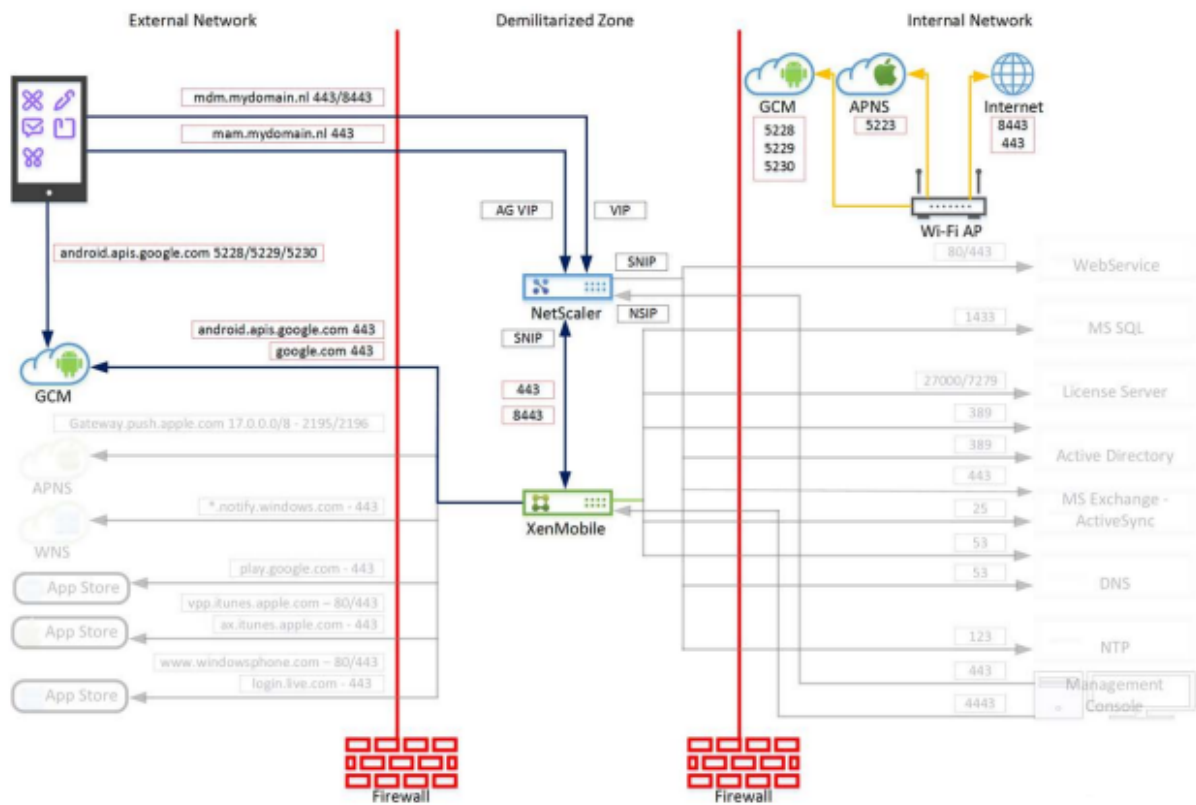 External Network
Demilitarized Zone
Internal Network
mdm.mydomain.nl 443/8443
mam.mydomain.nl 443
AG VIP
VIP
android.apis.google.com 5228/5229/5230
GCM
5228
5229
5230
APNS
5223
Internet
8443
443
Wi-Fi AP
SNIP
NetScaler
NSIP
SNIP
443
8443
XenMobile
android.apis.google.com 443
google.com 443
GCM
Gateway.push.apple.com 17.0.0.0/8 - 2195/2196
APNS
*.notify.windows.com - 443
WNS
play.google.com - 443
App Store
vpp.itunes.apple.com – 80/443
ax.itunes.apple.com - 443
App Store
www.windowsphone.com – 80/443
login.live.com - 443
App Store
80/443
WebService
1433
MS SQL
27000/7279
License Server
389
389
Active Directory
443
MS Exchange -
ActiveSync
25
53
53
DNS
123
NTP
443
Management
Console
4443
Firewall
Firewall